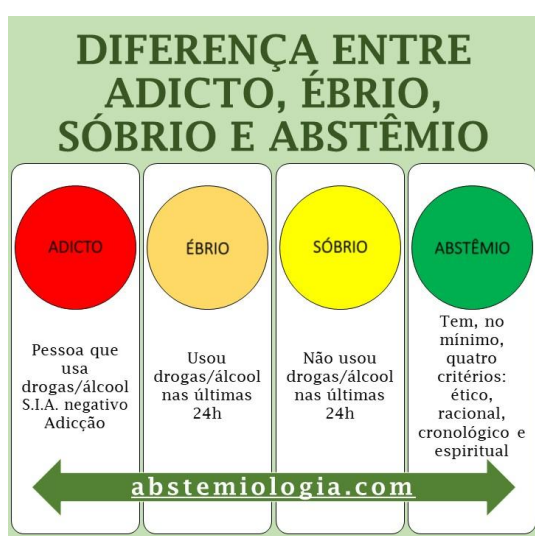 DIFERENÇA ENTRE
ADICTO, ÉBRIO,
SÓBRIO E ABSTÊMIO
ADICTO
Pessoa que
usa
drogas/álcool
S.I.A. negativo
Adicção
ÉBRIO
Usou
drogas/álcool
nas últimas
24h
SÓBRIO
Não usou
drogas/álcool
nas últimas
24h
ABSTÊMIO
Tem, no
mínimo,
quatro
critérios:
ético,
racional,
cronológico e
espiritual
abstemiologia.com